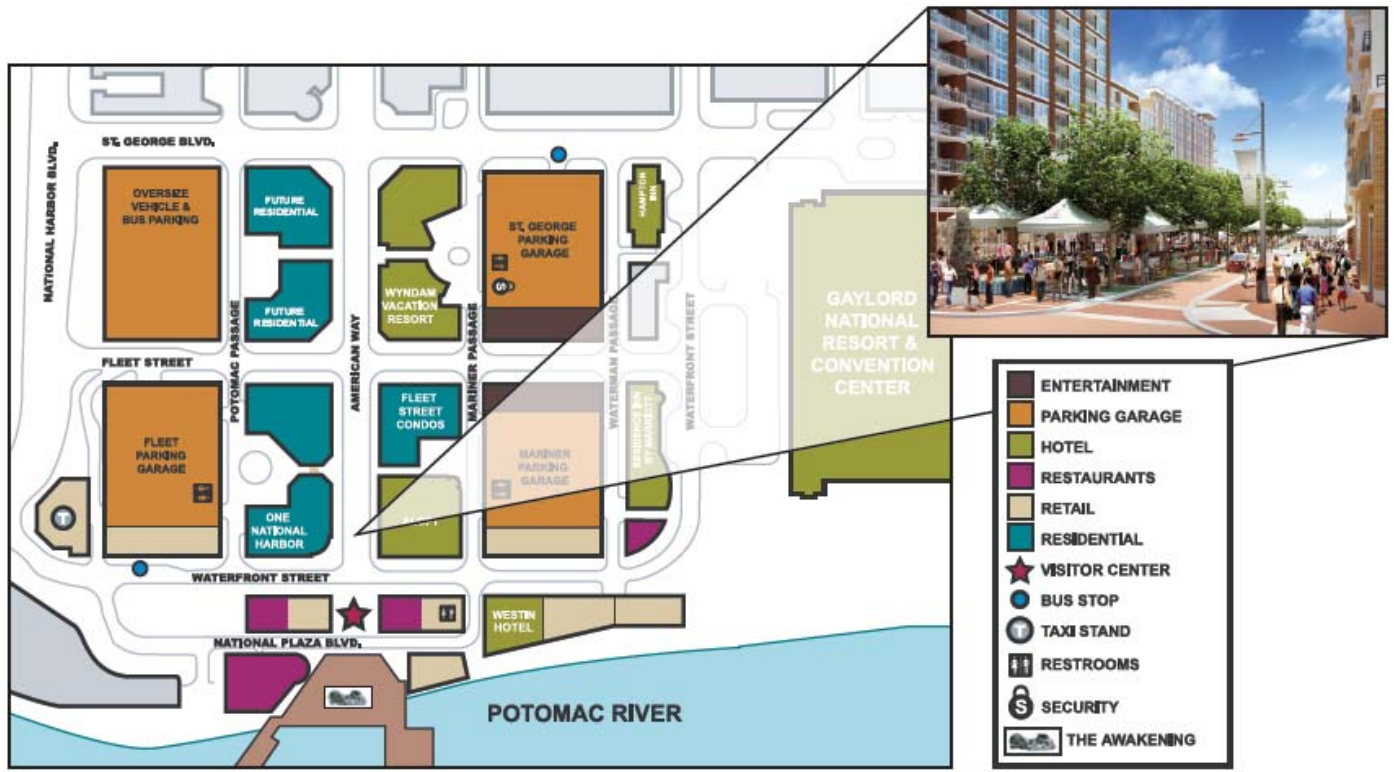 ST. GEORGE BLVD.
NATIONAL HARBOR BLVD.
OVERSIZE
VEHICLE &
BUS PARKING
FUTURE
RESIDENTIAL
FUTURE
RESIDENTIAL
WYNDAM
VACATION
RESORT
ST. GEORGE
PARKING
GARAGE
S
HAMPTON
INN
GAYLORD
NATIONAL
RESORT &
CONVENTION
CENTER
POTOMAC PASSAGE
AMERICAN WAY
MARINER PASSAGE
WATERMAN PASSAGE
WATERFRONT STREET
FLEET STREET
FLEET
PARKING
GARAGE
FLEET
STREET
CONDOS
MARINER
PARKING
GARAGE
RESIDENCE INN
BY MARRIOTT
T
ONE
NATIONAL
HARBOR
ALOFT
WATERFRONT STREET
WESTIN
HOTEL
NATIONAL PLAZA BLVD.
POTOMAC RIVER
ENTERTAINMENT
PARKING GARAGE
HOTEL
RESTAURANTS
RETAIL
RESIDENTIAL
VISITOR CENTER
BUS STOP
T TAXI STAND
RESTROOMS
S SECURITY
THE AWAKENING